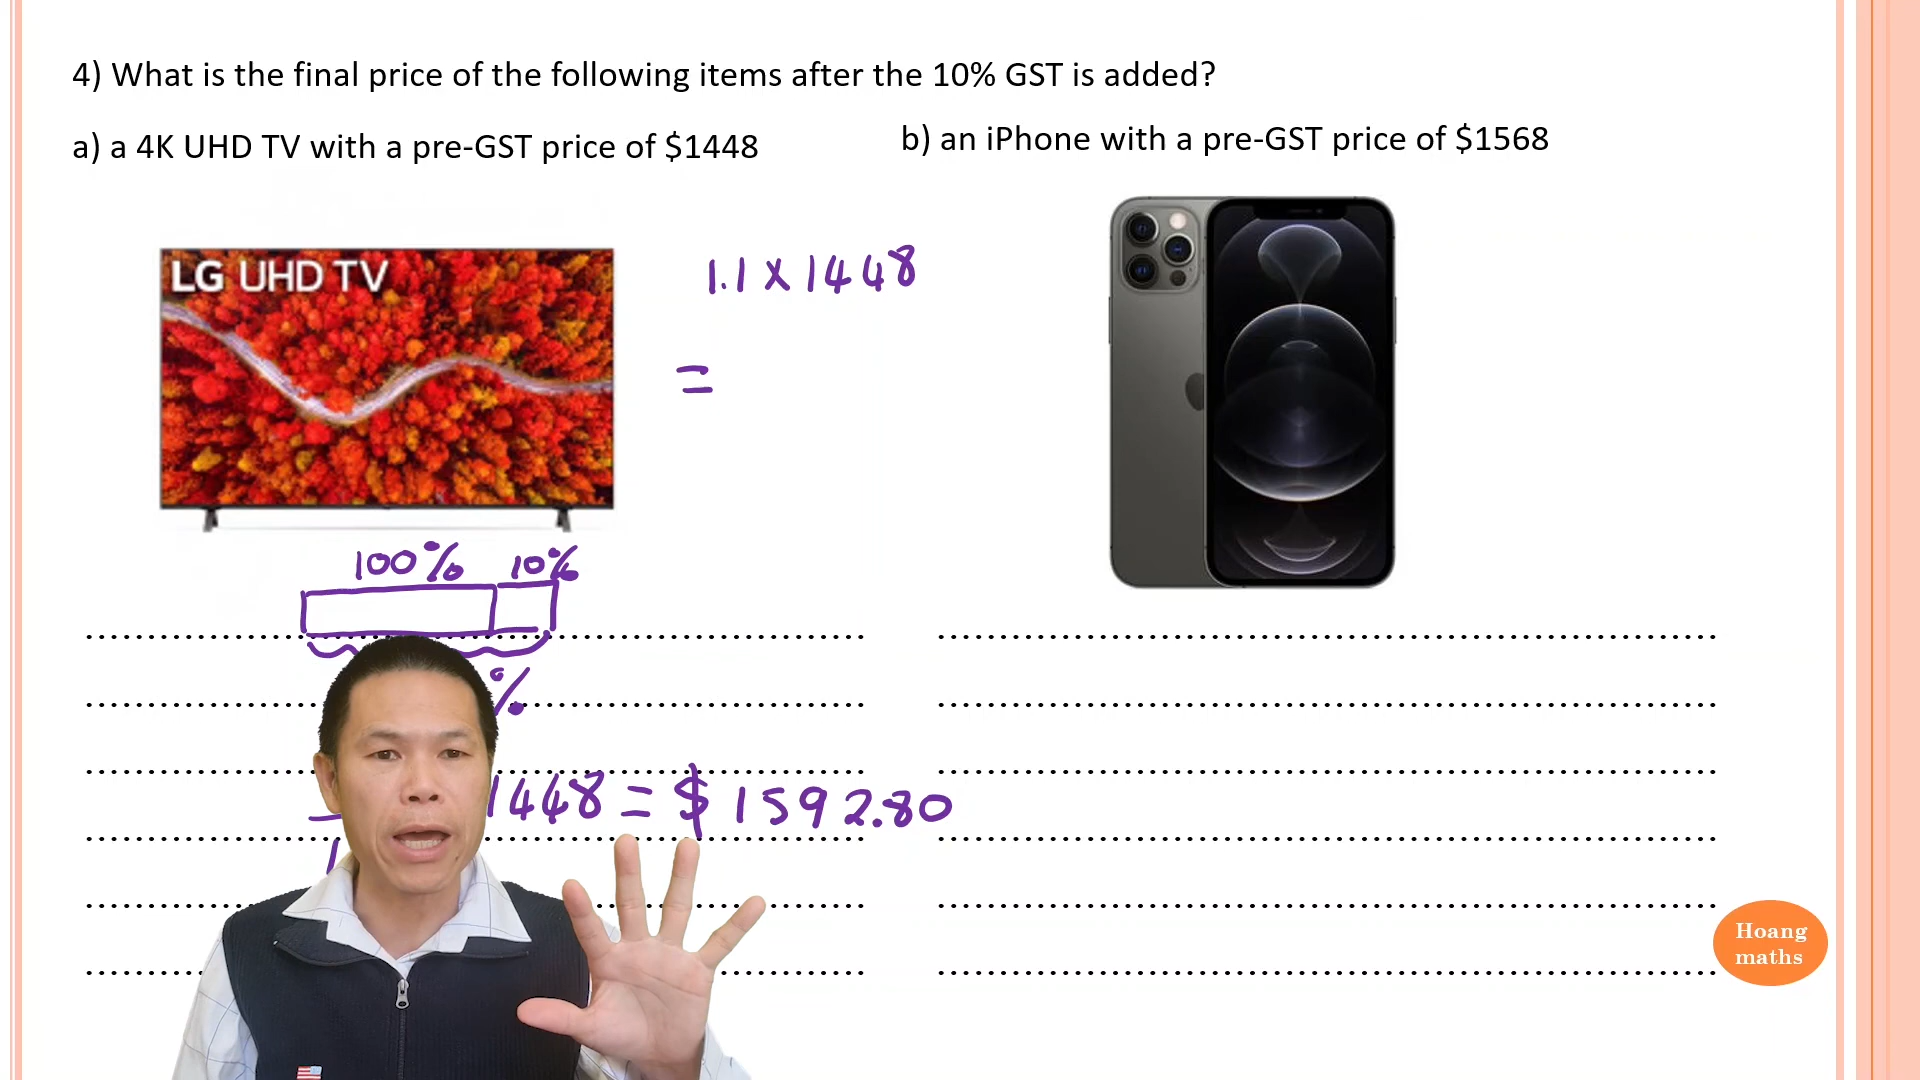 4) What is the final price of the following items after the 10% GST is added?
a) a 4K UHD TV with a pre-GST price of $1448
b) an iPhone with a pre-GST price of $1568
LG UHD TV
1.1 x 1448
=
100% 10%
%
1448 = $ 1592.80
Hoang
maths